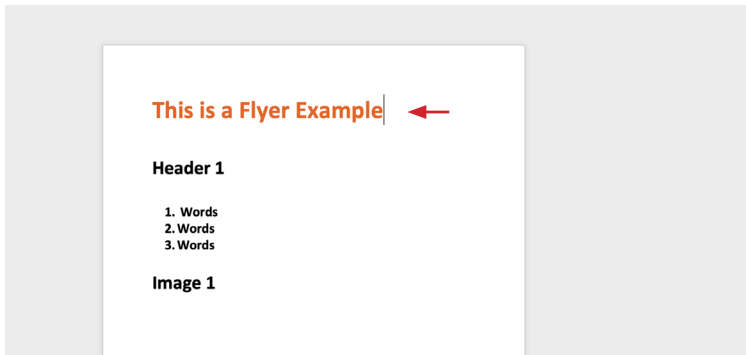 This is a Flyer Example
Header 1
1. Words
2. Words
3. Words
Image 1